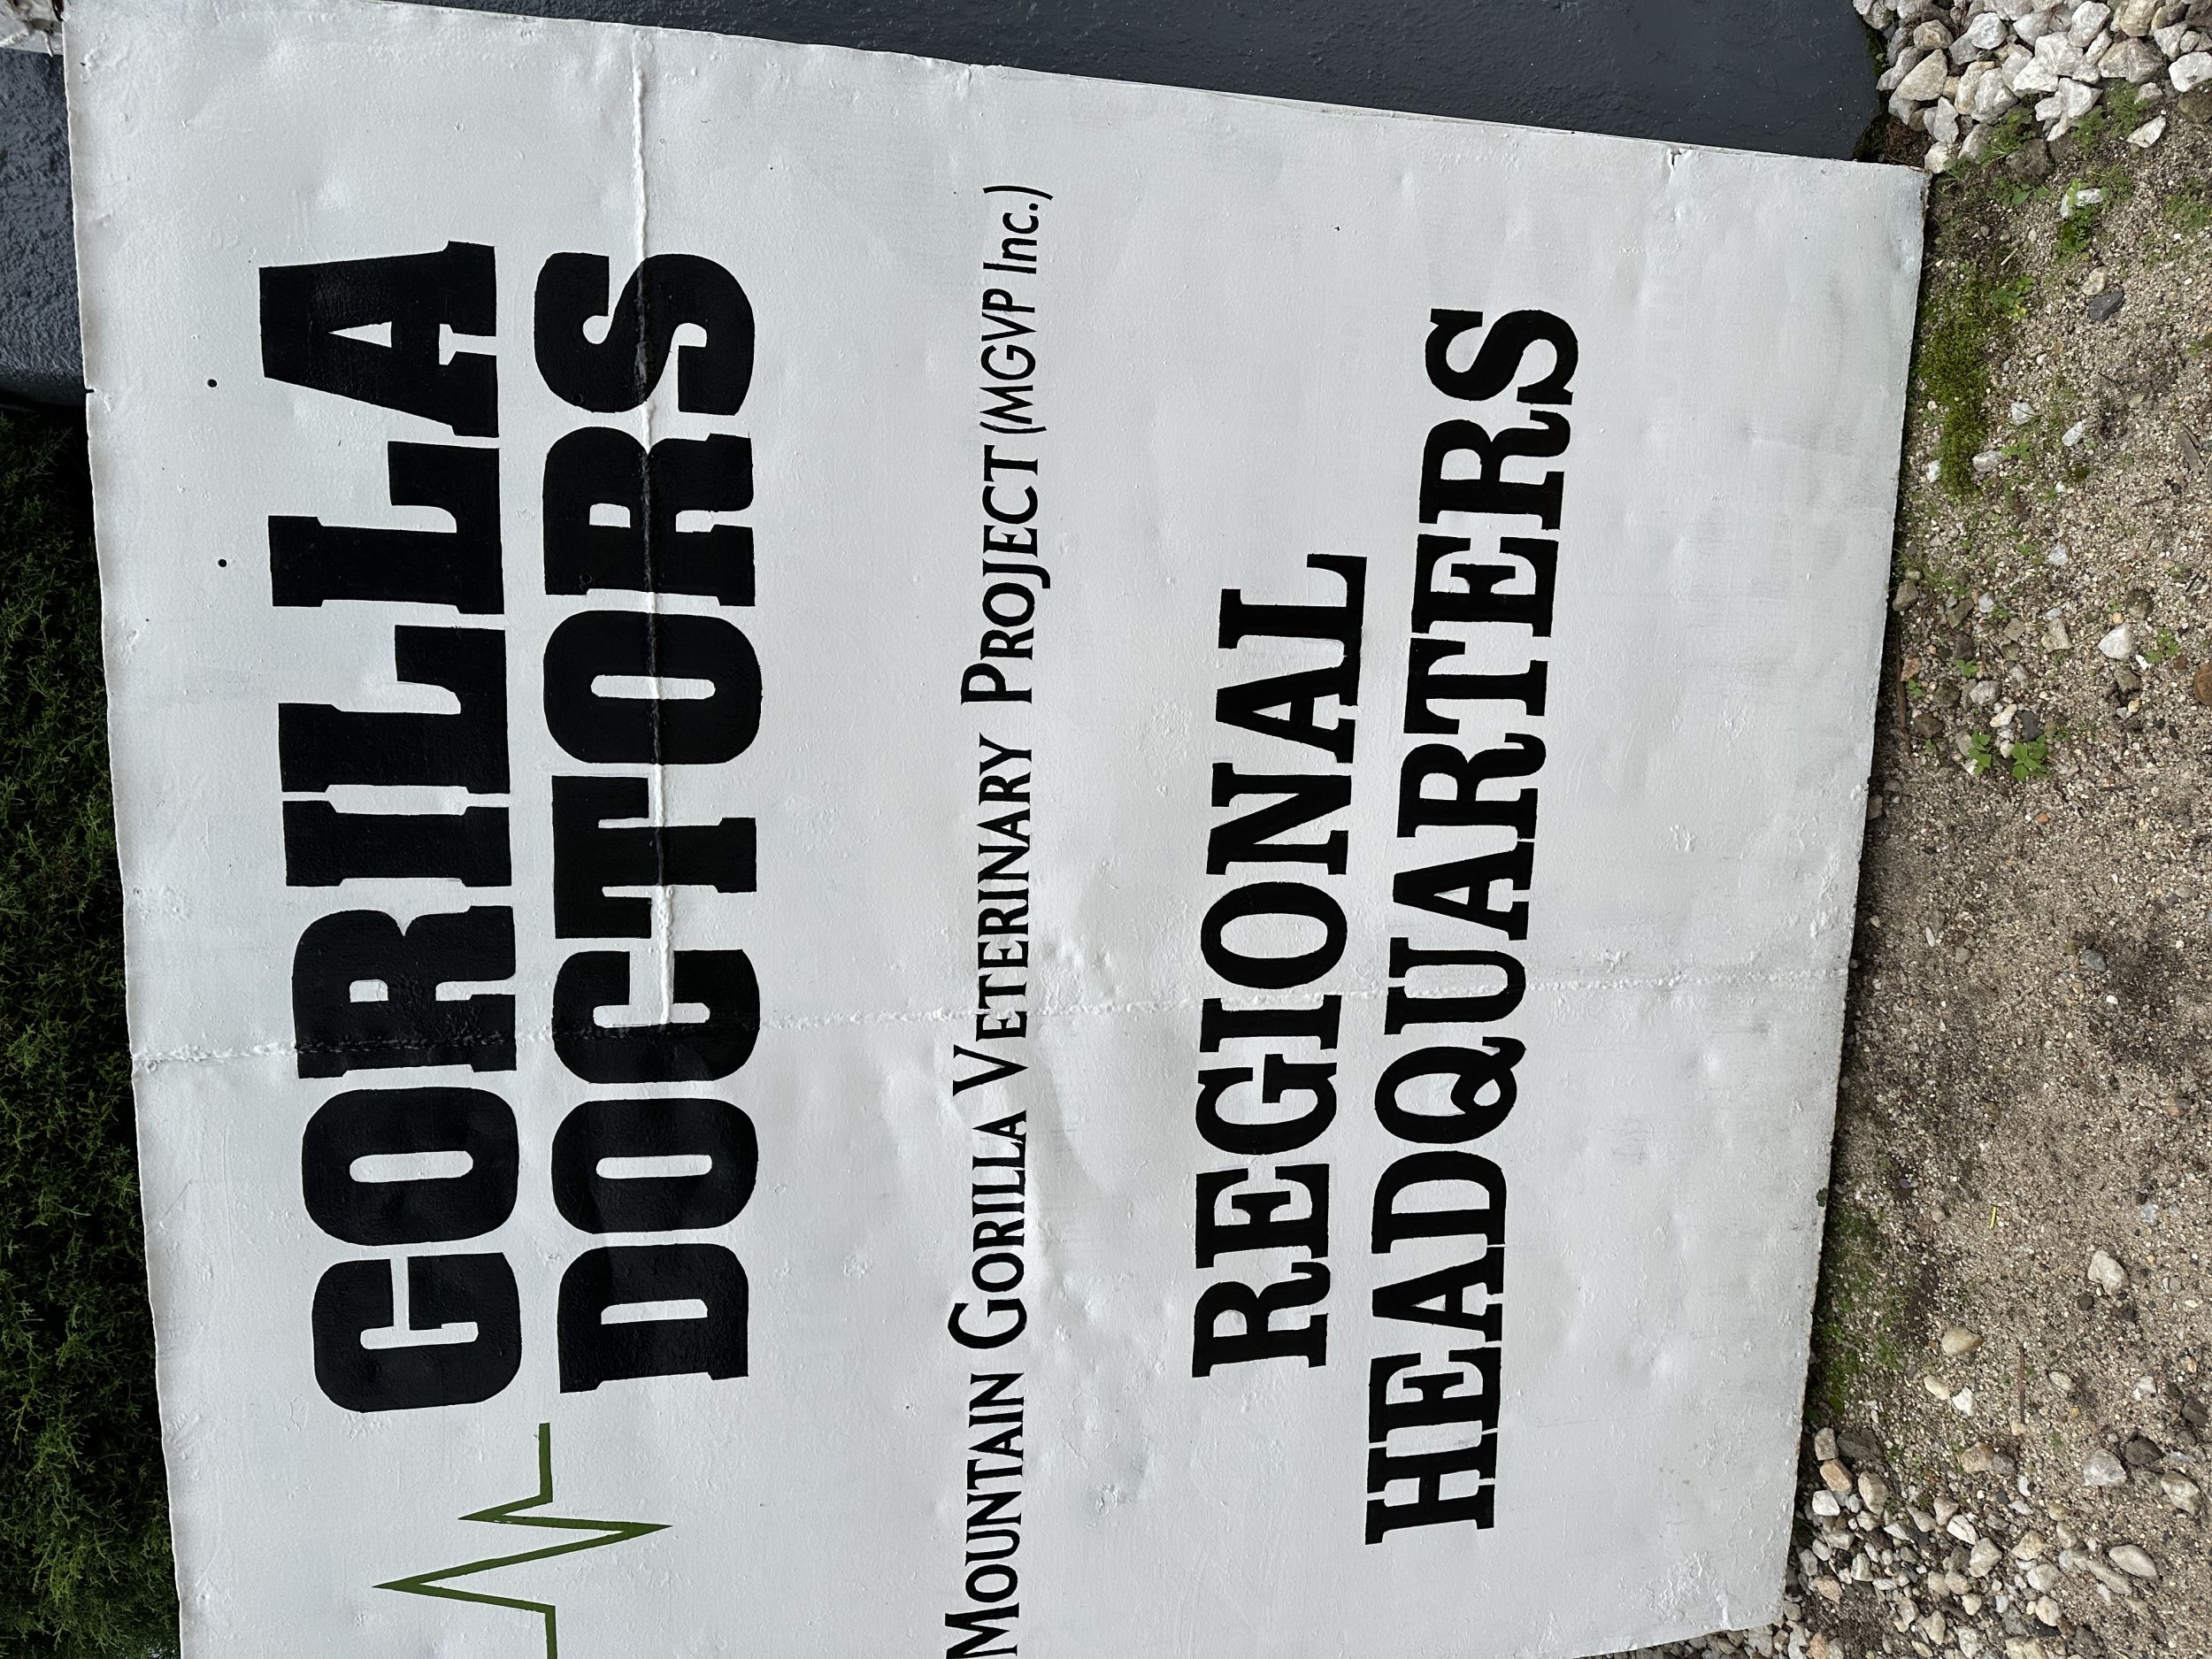 GORILLA
DOCTORS
MOUNTAIN GORILLA VETERINARY PROJECT (MGVP Inc.)
REGIONAL
HEADQUARTERS